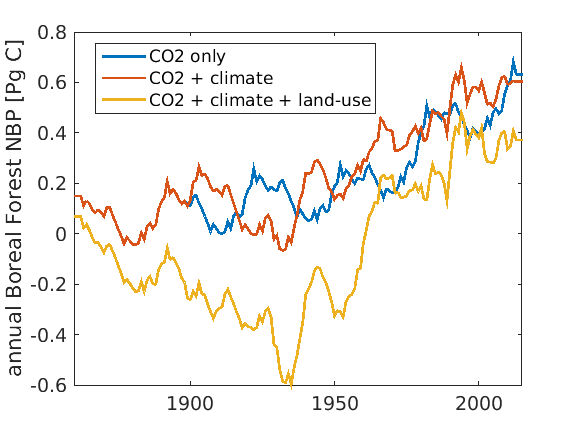 annual Boreal Forest NBP [Pg C]
0.8
0.6
0.4
0.2
0
-0.2
-0.4
-0.6
CO2 only
CO2 + climate
CO2 + climate + land-use
1900
1950
2000